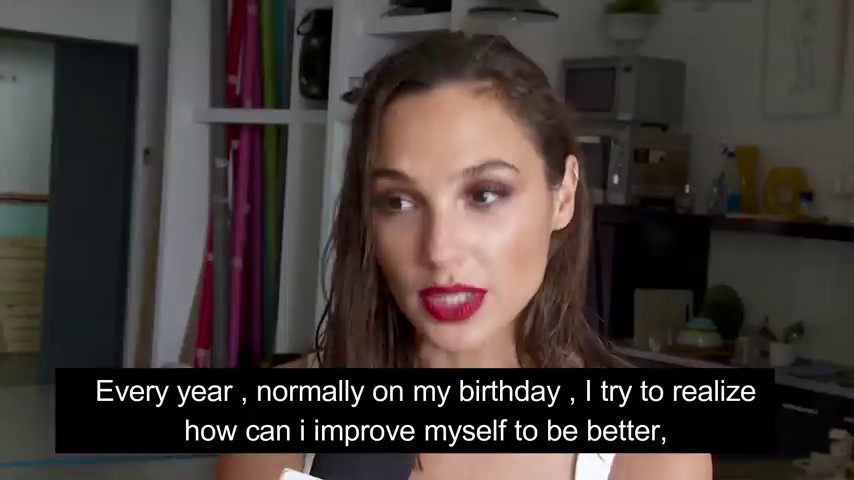 Every year , normally on my birthday , I try to realize
how can i improve myself to be better,